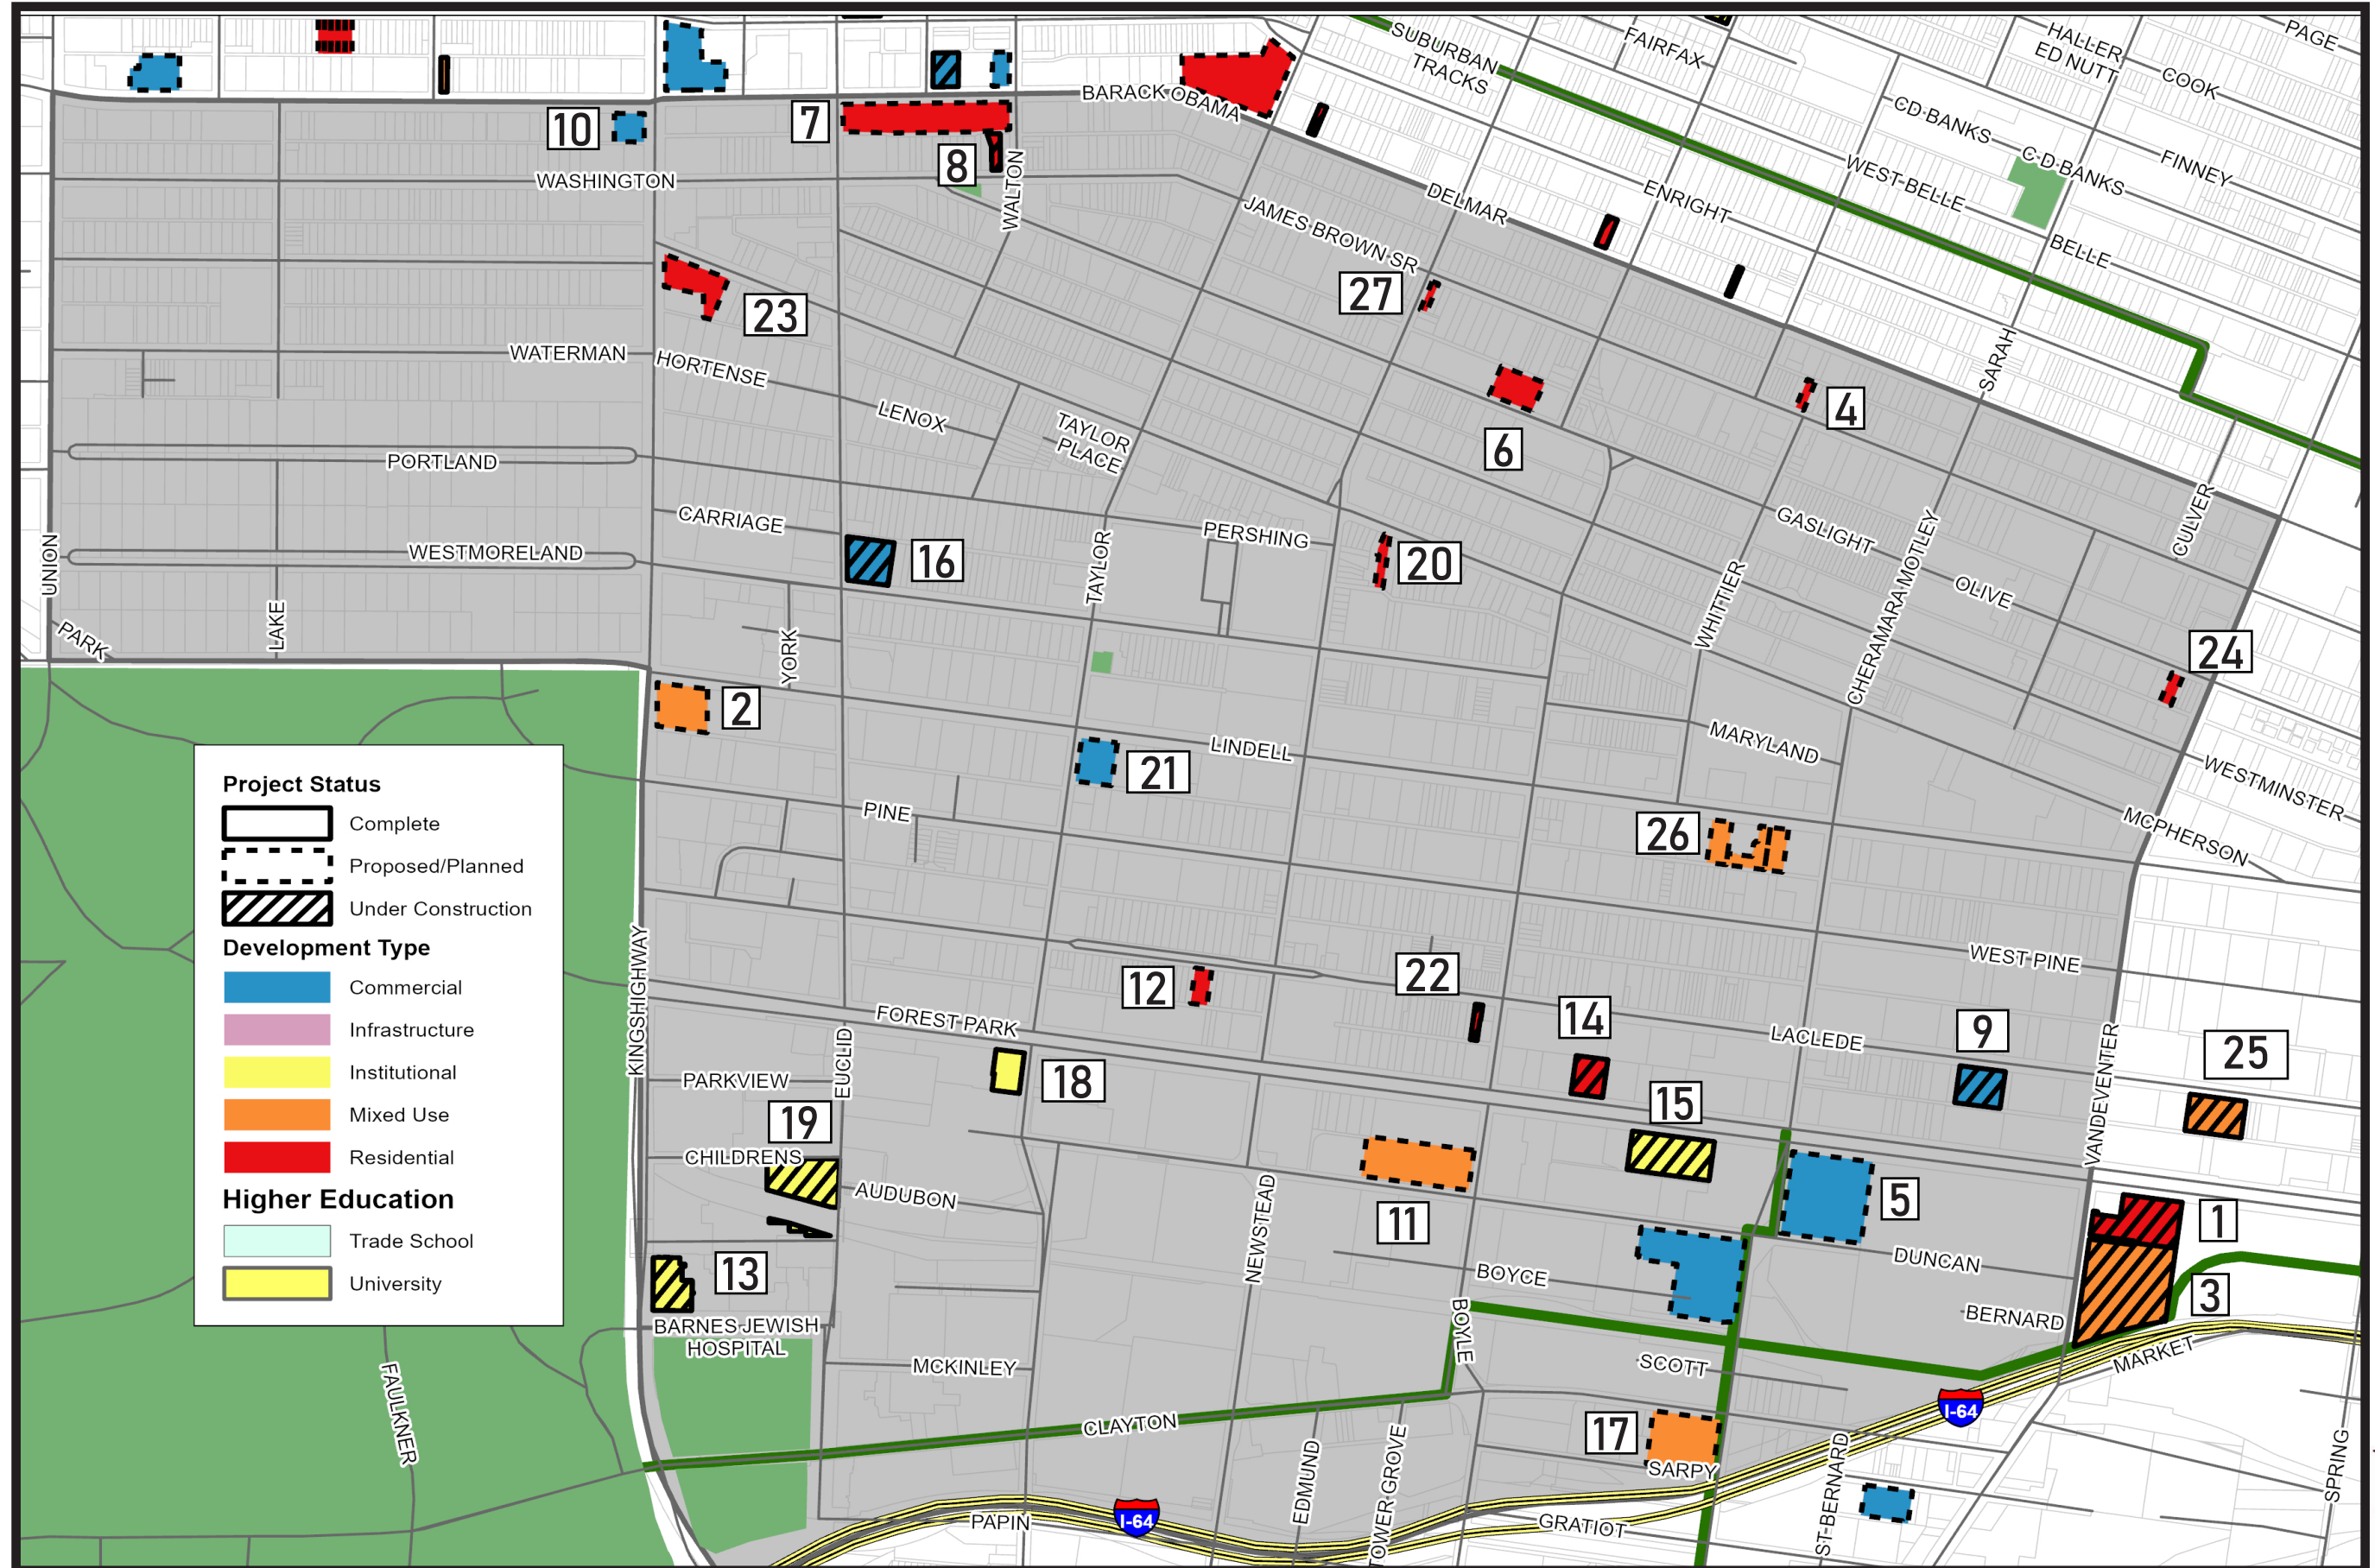 PAGE
HALLER
ED NUTT
FAIRFAX
SUBURBAN
TRACKS
COOK
BARACK OBAMA
CD BANKS
C D BANKS
FINNEY
10
7
8
WASHINGTON
WALTON
WEST BELLE
ENRIGHT
DELMAR
JAMES BROWN SR
BELLE
27
23
WATERMAN
HORTENSE
SARAH
LENOX
TAYLOR
PLACE
6
4
PORTLAND
CARRIAGE
PERSHING
GASLIGHT
CULVER
WESTMORELAND
16
20
UNION
TAYLOR
OLIVE
WHITTIER
CHERAMARAMOTLEY
LAKE
PARK
YORK
24
2
LINDELL
MARYLAND
21
WESTMINSTER
PINE
26
MCPHERSON
Project Status
Complete
Proposed/Planned
Under Construction
Development Type
Commercial
Infrastructure
Institutional
Mixed Use
Residential
Higher Education
Trade School
University
KINGSHIGHWAY
WEST PINE
12
22
14
9
FOREST PARK
LACLEDE
25
VANDEVENTER
EUCLID
PARKVIEW
18
15
19
CHILDRENS
AUDUBON
5
11
1
NEWSTEAD
13
BOYCE
DUNCAN
3
BERNARD
BARNES JEWISH
HOSPITAL
BOYLE
MCKINLEY
SCOTT
MARKET
FAULKNER
I-64
CLAYTON
17
SARPY
EDMUND
TOWER GROVE
ST BERNARD
SPRING
I-64
PAPIN
GRATIOT